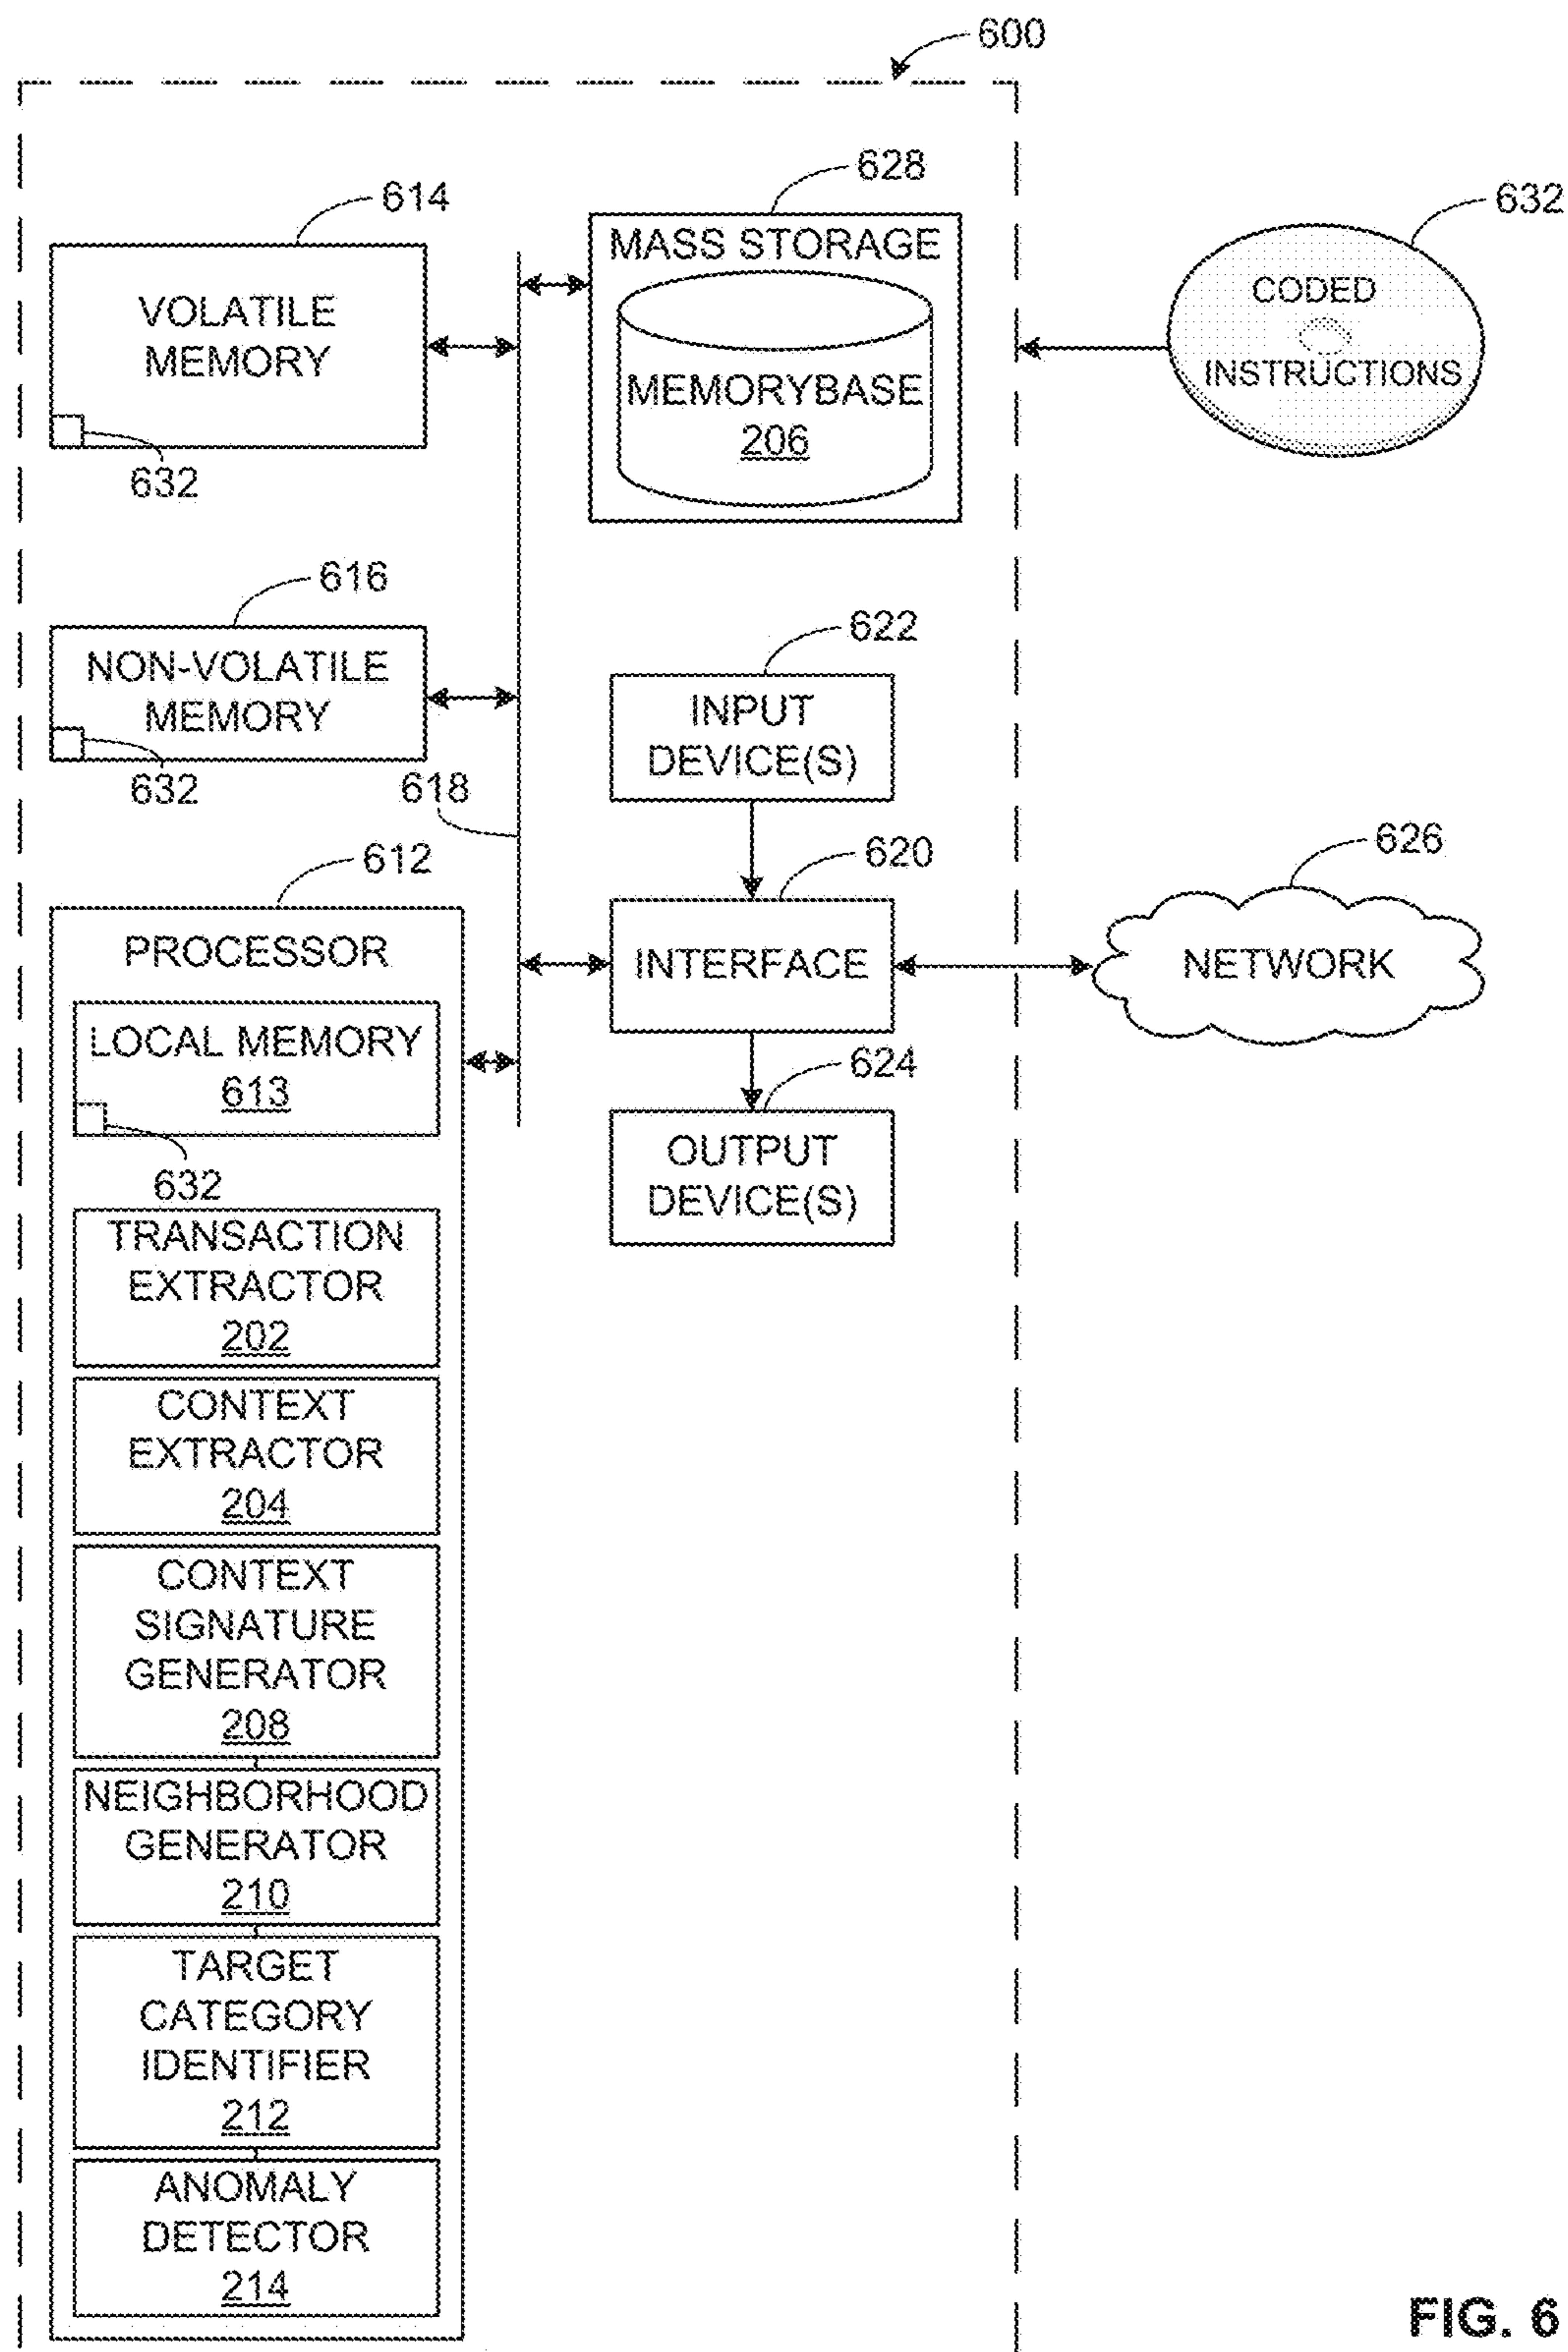 600
614
VOLATILE
MEMORY
632
628
MASS STORAGE
MEMORYBASE
206
632
CODED
INSTRUCTIONS
616
NON-VOLATILE
MEMORY
632
618
622
INPUT
DEVICE(S)
620
INTERFACE
626
NETWORK
624
OUTPUT
DEVICE(S)
612
PROCESSOR
LOCAL MEMORY
613
632
TRANSACTION
EXTRACTOR
202
CONTEXT
EXTRACTOR
204
CONTEXT
SIGNATURE
GENERATOR
208
NEIGHBORHOOD
GENERATOR
210
TARGET
CATEGORY
IDENTIFIER
212
ANOMALY
DETECTOR
214
FIG. 6